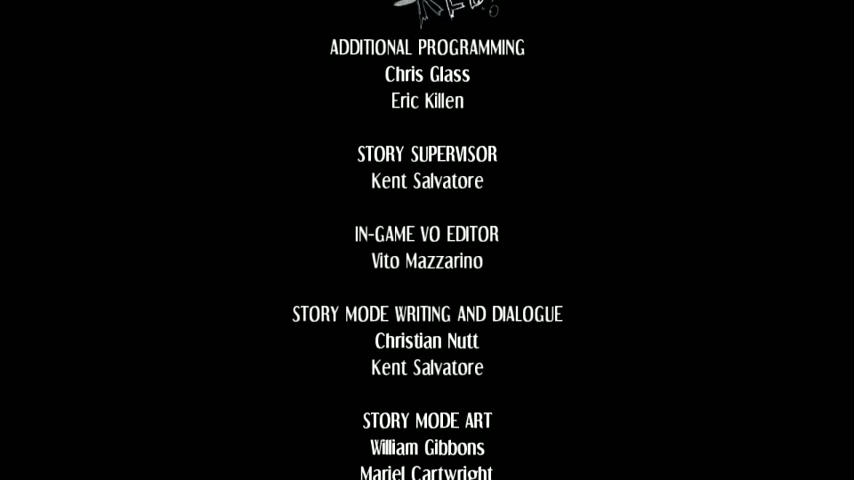 ADDITIONAL PROGRAMMING
Chris Glass
Eric Killen
STORY SUPERVISOR
Kent Salvatore
IN-GAME VO EDITOR
Vito Mazzarino
STORY MODE WRITING AND DIALOGUE
Christian Nutt
Kent Salvatore
STORY MODE ART
William Gibbons
Mariel Cartwright